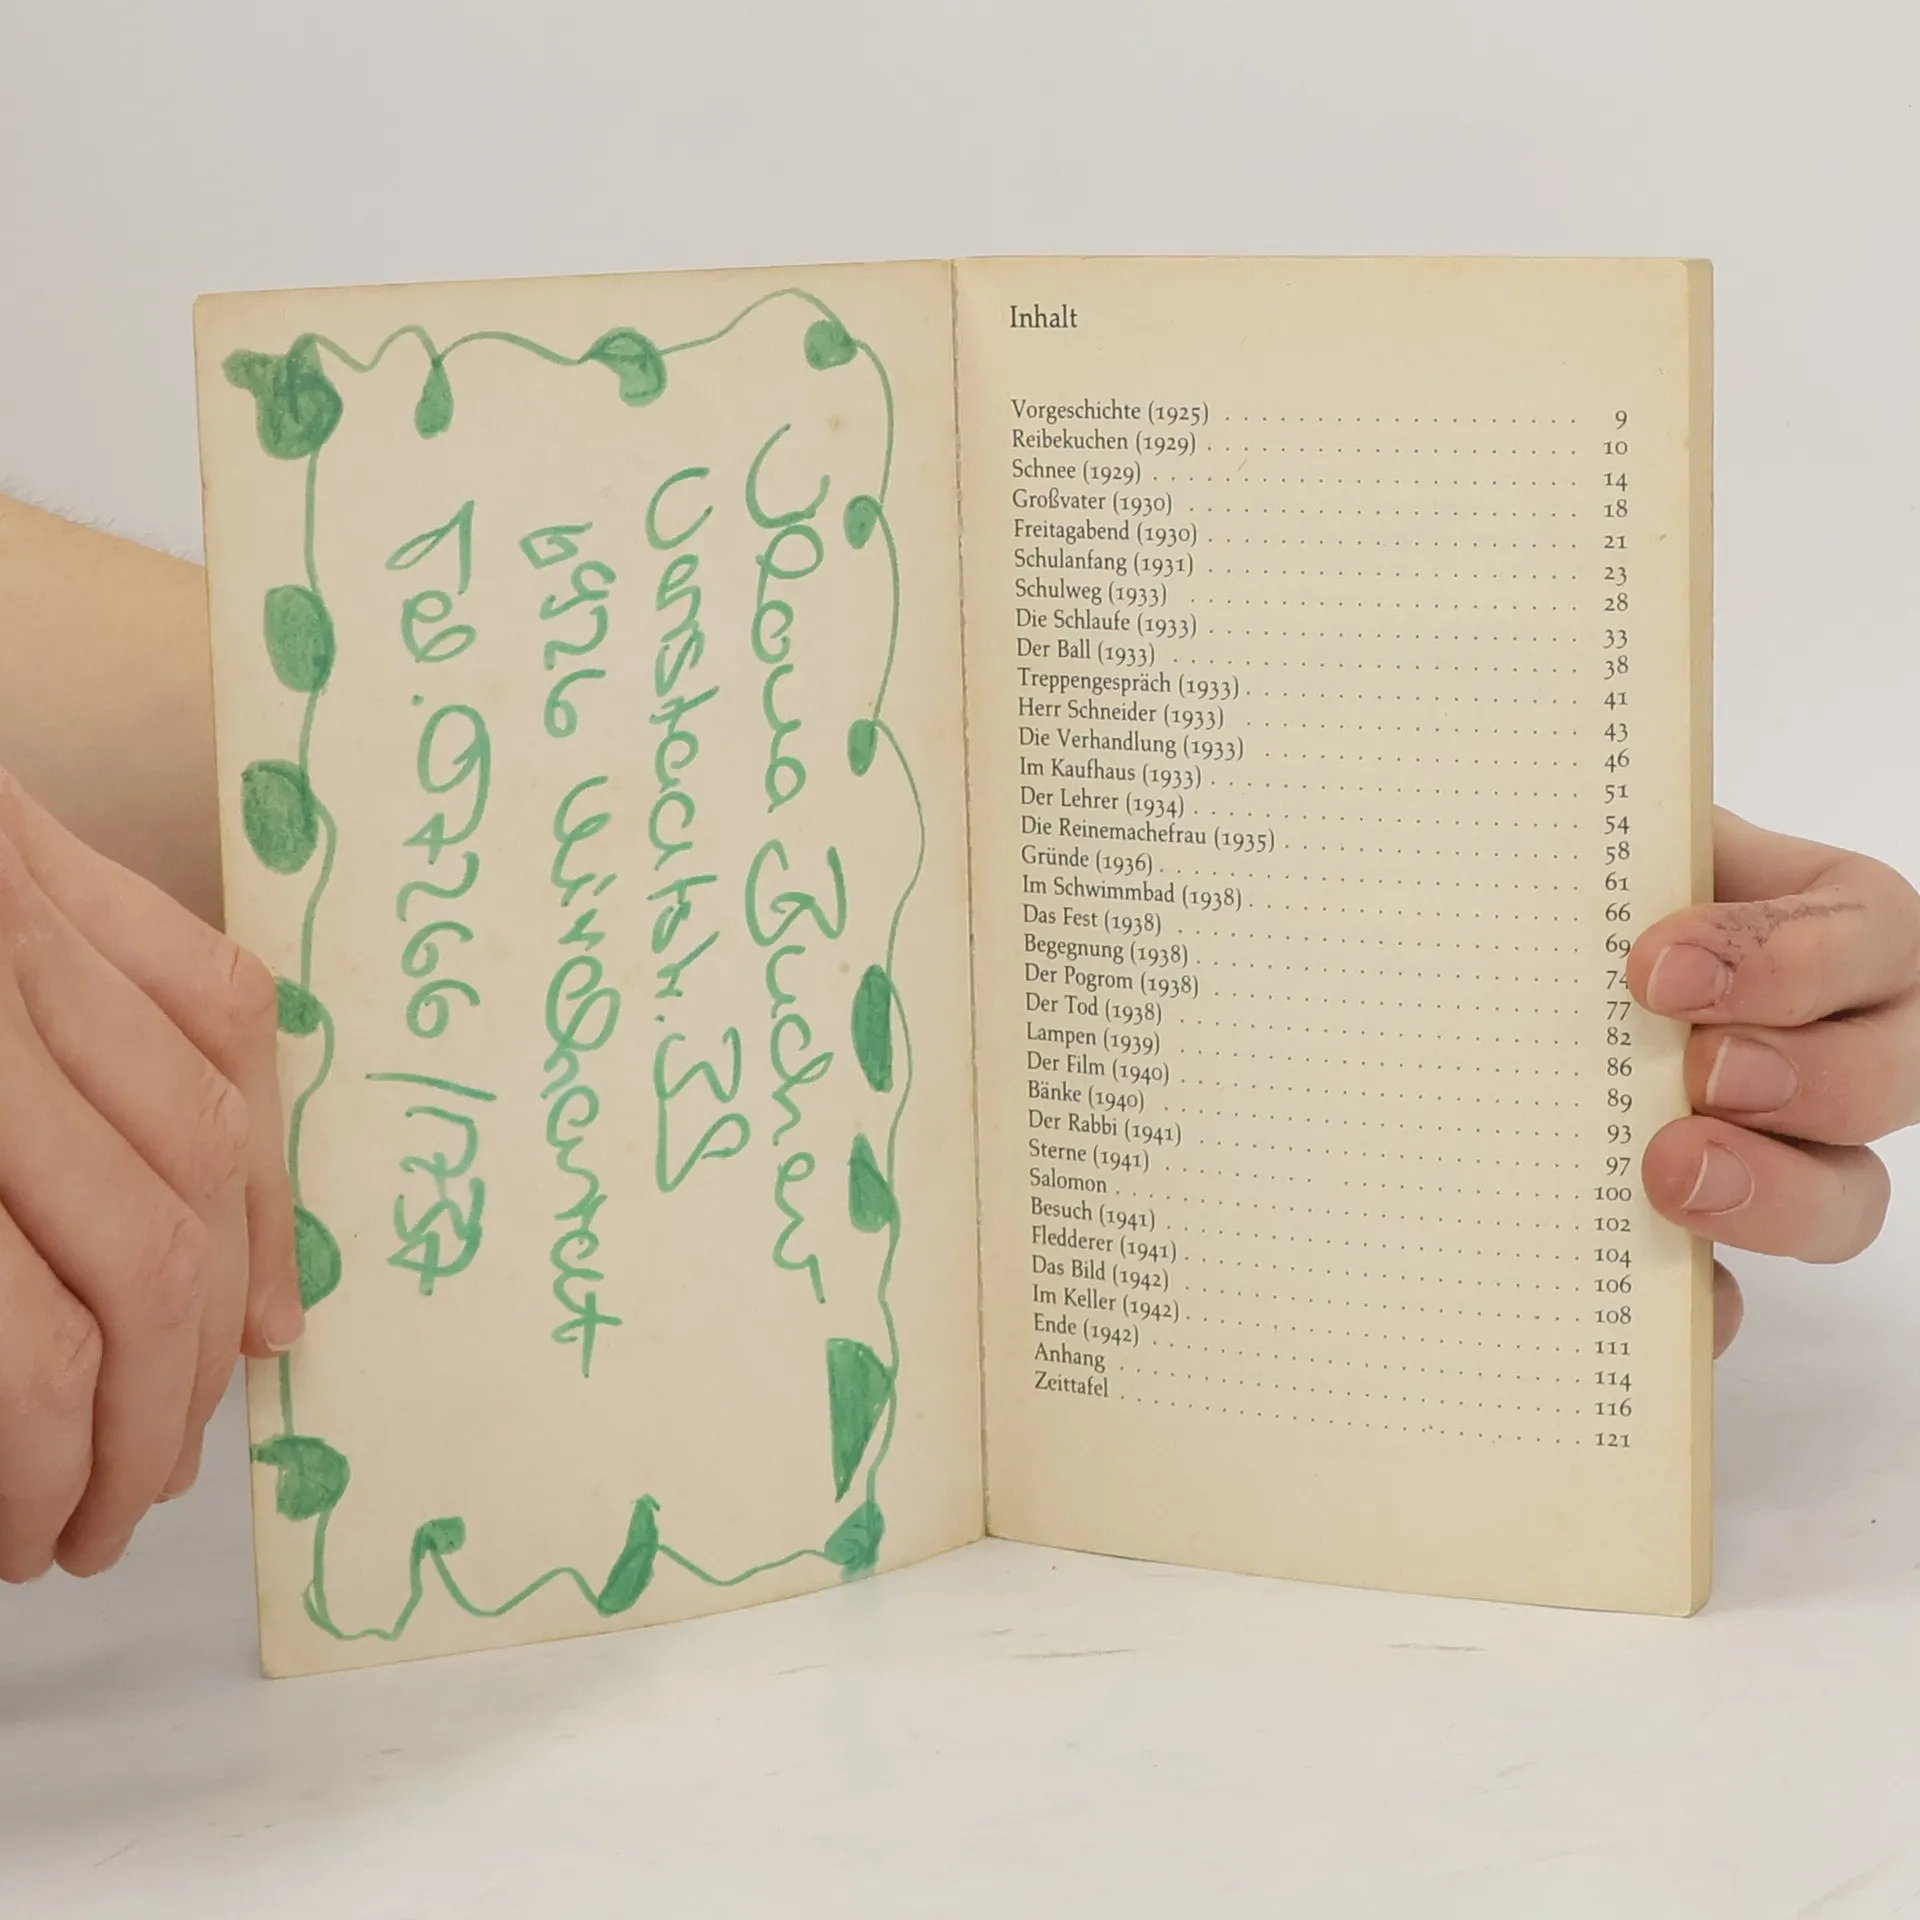 Tel.
Inhalt
Vorgeschichte (1925) . . . . . . . . . . . . . . . . . . . . 9
Reibekuchen (1929) . . . . . . . . . . . . . . . . . . . . 10
Schnee (1929) . . . . . . . . . . . . . . . . . . . . 14
Großvater (1930) . . . . . . . . . . . . . . . . . . . . 18
Freitagabend (1930) . . . . . . . . . . . . . . . . . . . . 21
Schulanfang (1931) . . . . . . . . . . . . . . . . . . . . 23
Schulweg (1933) . . . . . . . . . . . . . . . . . . . . 28
Die Schlaufe (1933) . . . . . . . . . . . . . . . . . . . . 33
Der Ball (1933) . . . . . . . . . . . . . . . . . . . . 38
Treppengespräch (1933) . . . . . . . . . . . . . . . . . . . . 41
Herr Schneider (1933) . . . . . . . . . . . . . . . . . . . . 43
Die Verhandlung (1933) . . . . . . . . . . . . . . . . . . . . 46
Im Kaufhaus (1933) . . . . . . . . . . . . . . . . . . . . 51
Der Lehrer (1934) . . . . . . . . . . . . . . . . . . . . 54
Die Reinemachefrau (1935) . . . . . . . . . . . . . . . . . . . . 58
Gründe (1936) . . . . . . . . . . . . . . . . . . . . 61
Im Schwimmbad (1938) . . . . . . . . . . . . . . . . . . . . 66
Das Fest (1938) . . . . . . . . . . . . . . . . . . . . 69
Begegnung (1938) . . . . . . . . . . . . . . . . . . . . 74
Der Pogrom (1938) . . . . . . . . . . . . . . . . . . . . 77
Der Tod (1938) . . . . . . . . . . . . . . . . . . . . 82
Lampen (1939) . . . . . . . . . . . . . . . . . . . . 86
Der Film (1940) . . . . . . . . . . . . . . . . . . . . 89
Bänke (1940) . . . . . . . . . . . . . . . . . . . . 93
Der Rabbi (1941) . . . . . . . . . . . . . . . . . . . . 97
Sterne (1941) . . . . . . . . . . . . . . . . . . . . 100
Salomon . . . . . . . . . . . . . . . . . . . . 102
Besuch (1941) . . . . . . . . . . . . . . . . . . . . 104
Fledderer (1941) . . . . . . . . . . . . . . . . . . . . 106
Das Bild (1942) . . . . . . . . . . . . . . . . . . . . 108
Im Keller (1942) . . . . . . . . . . . . . . . . . . . . 111
Ende (1942) . . . . . . . . . . . . . . . . . . . . 114
Anhang . . . . . . . . . . . . . . . . . . . . 116
Zeittafel . . . . . . . . . . . . . . . . . . . . 121